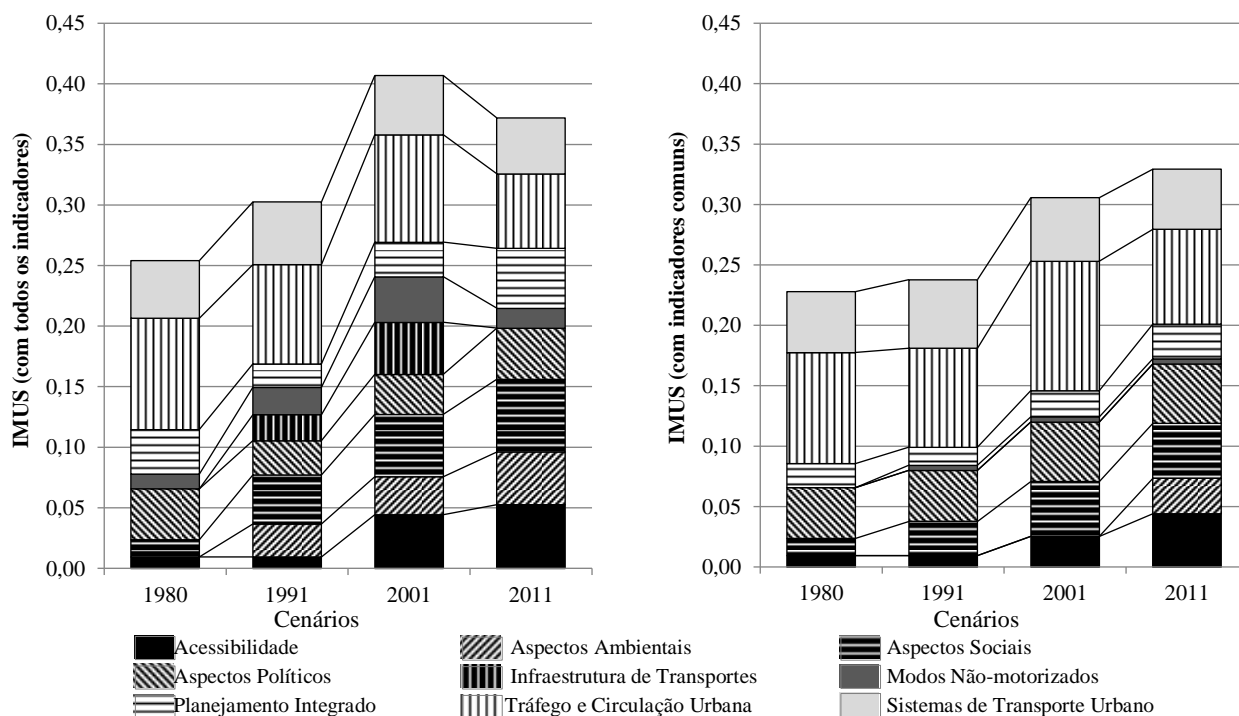 IMUS (com todos os indicadores)
0,45
0,40
0,35
0,30
0,25
0,20
0,15
0,10
0,05
0,00
1980 1991 2001 2011
Cenários
IMUS (com indicadores comuns)
0,45
0,40
0,35
0,30
0,25
0,20
0,15
0,10
0,05
0,00
1980 1991 2001 2011
Cenários
Acessibilidade Aspectos Ambientais Aspectos Sociais
Aspectos Políticos Infraestrutura de Transportes Modos Não-motorizados
Planejamento Integrado Tráfego e Circulação Urbana Sistemas de Transporte Urbano